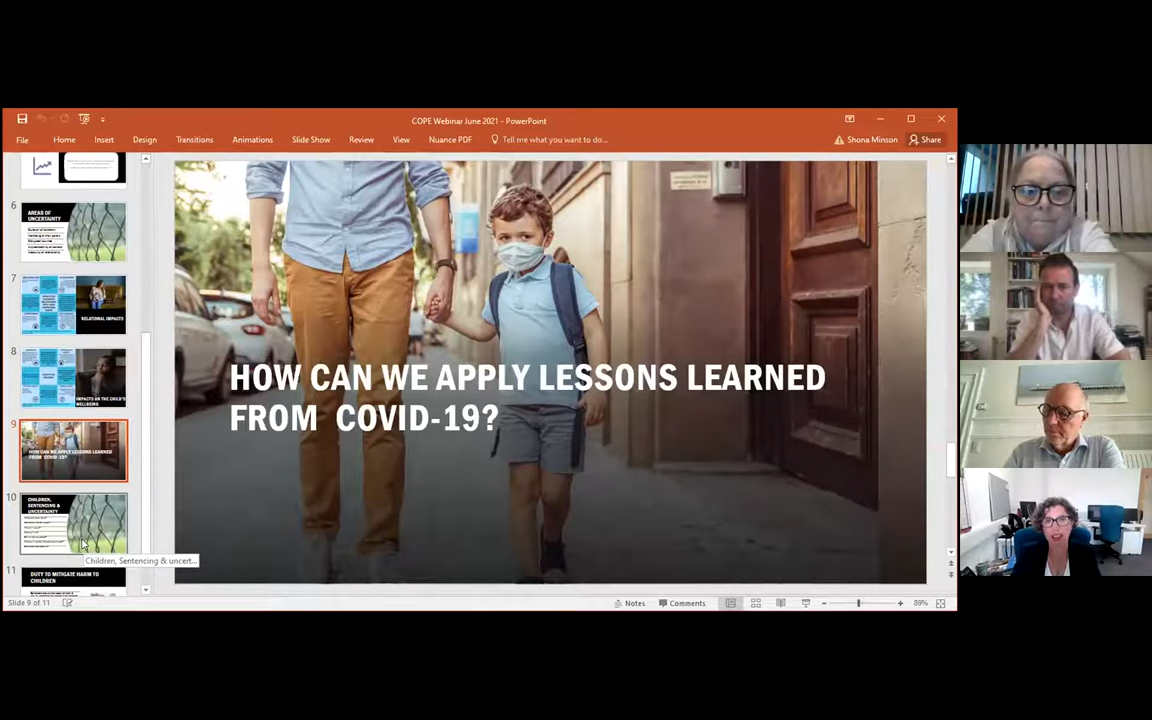 COPE Webinar June 2021 - PowerPoint
File Home Insert Design Transitions Animations Slide Show Review View Nuance PDF Tell me what you want to do... Shona Minson Share
6
AREAS OF
UNCERTAINTY
7
RELATIONAL IMPACTS
8
IMPACTS ON THE CHILD'S
WELLBEING
9
HOW CAN WE APPLY LESSONS LEARNED
FROM COVID-19?
10
CHILDREN,
SENTENCING &
UNCERTAINTY
Children, Sentencing & uncert...
11
DUTY TO MITIGATE HARM TO
CHILDREN
HOW CAN WE APPLY LESSONS LEARNED
FROM COVID-19?
Slide 9 of 11 Notes Comments 89%